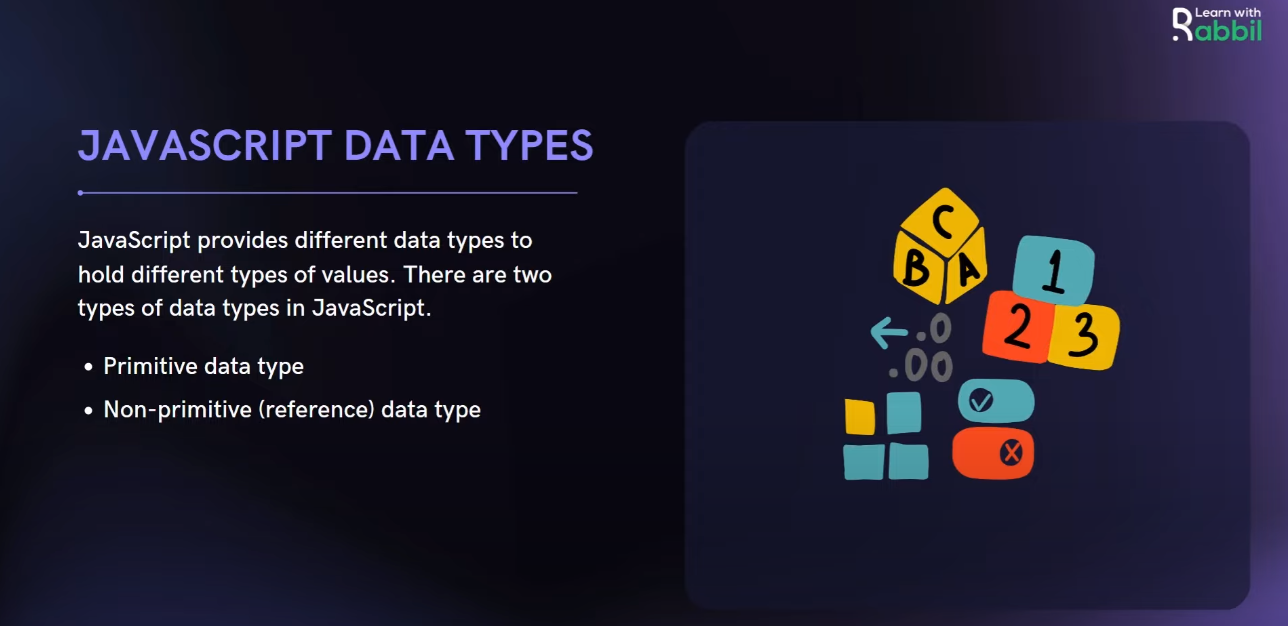 Learn with
Rabbil
JAVASCRIPT DATA TYPES
JavaScript provides different data types to
hold different types of values. There are two
types of data types in JavaScript.
• Primitive data type
• Non-primitive (reference) data type
C
B A
1
2 3
.0
.00